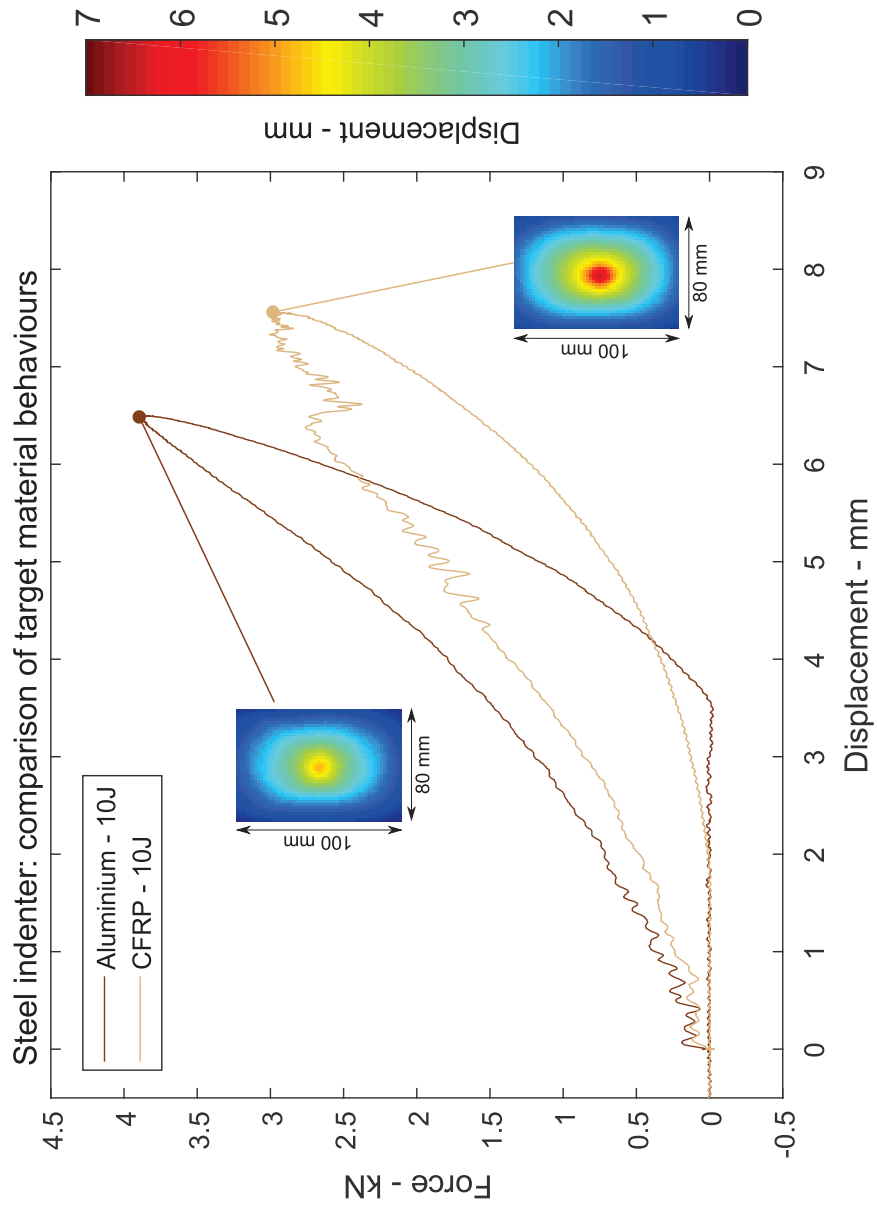 Steel indenter: comparison of target material behaviours
Aluminium - 10J
CFRP - 10J
Force - kN
4.5
4
3.5
3
2.5
2
1.5
1
0.5
0
-0.5
100 mm
80 mm
100 mm
80 mm
0
1
2
3
4
5
6
7
8
9
Displacement - mm
Displacement - mm
7
6
5
4
3
2
1
0